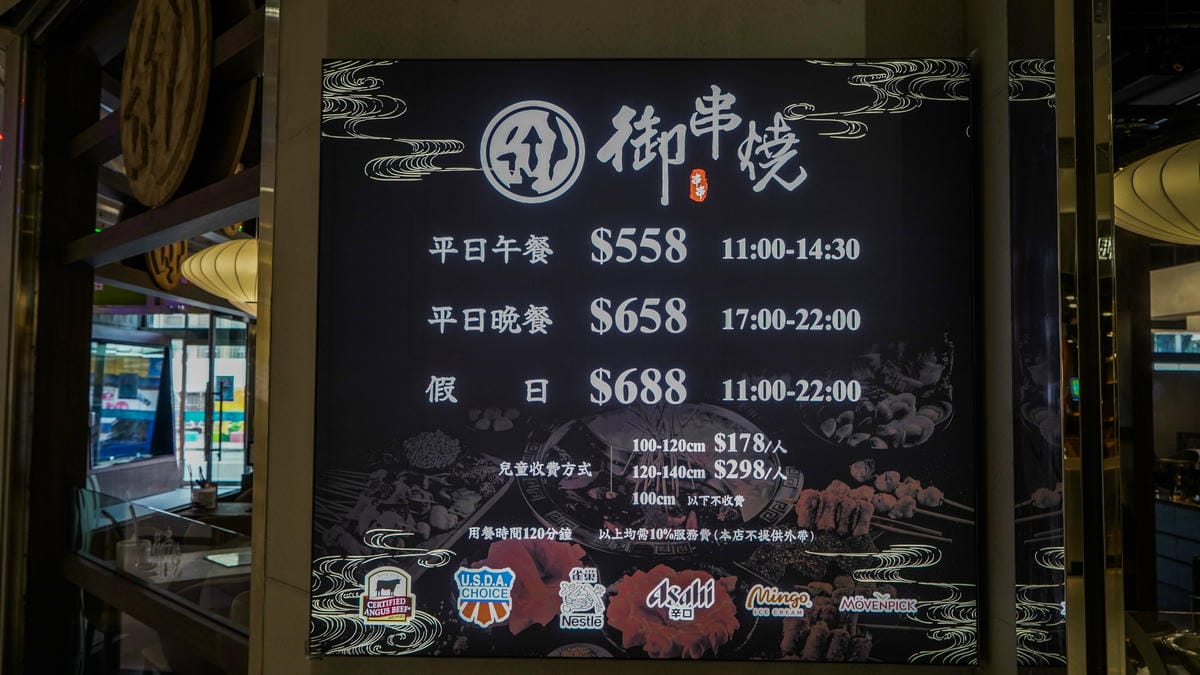 御串燒
串串
平日午餐 $558 11:00-14:30
平日晚餐 $658 17:00-22:00
假日 $688 11:00-22:00
兒童收費方式
100-120cm $178/人
120-140cm $298/人
100cm 以下不收費
用餐時間120分鐘 以上均需10%服務費(本店不提供外帶)
CERTIFIED
ANGUS BEEF
U.S.D.A.
CHOICE
雀巢
Nestle
Asahi
辛口
Mingo
ICE CREAM
MÖVENPICK